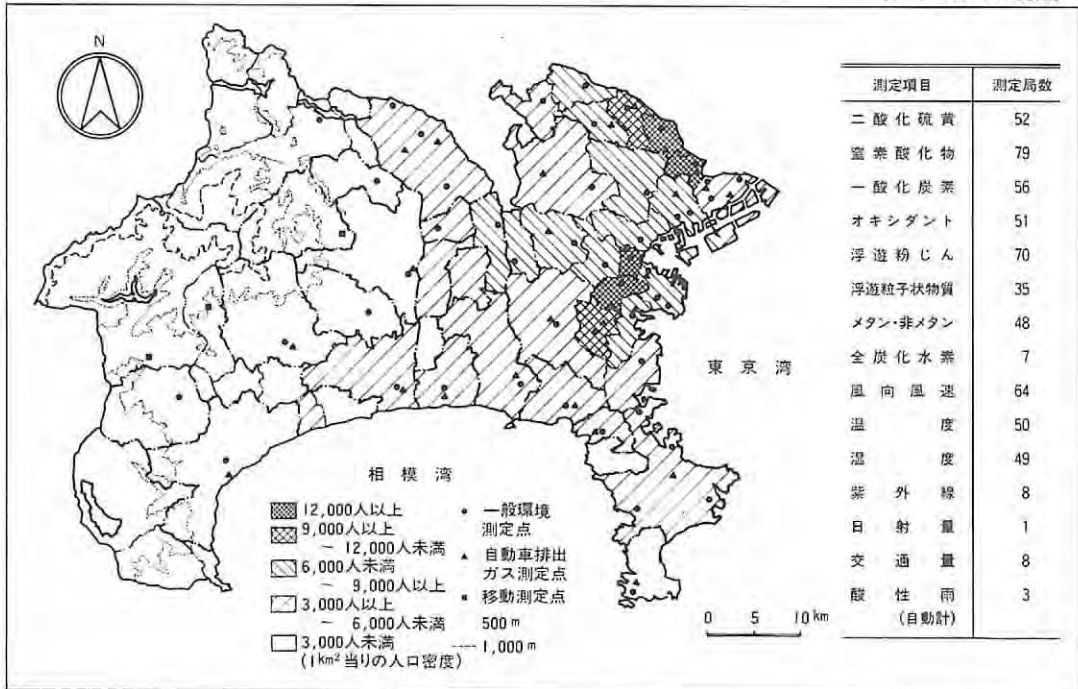 N
測定項目 測定局数
二酸化硫黄 52
窒素酸化物 79
一酸化炭素 56
オキシダント 51
浮遊粉じん 70
浮遊粒子状物質 35
メタン・非メタン 48
全炭化水素 7
風向風速 64
温度 50
湿度 49
紫外線 8
日射量 1
交通量 8
酸性雨 3
(自動計)
東京湾
相模湾
12,000人以上
9,000人以上
~ 12,000人未満
6,000人未満
~ 9,000人以上
3,000人以上
~ 6,000人未満
3,000人未満
(1km²当りの人口密度)
一般環境
測定点
自動車排出
ガス測定点
移動測定点
500m
1,000m
0 5 10km